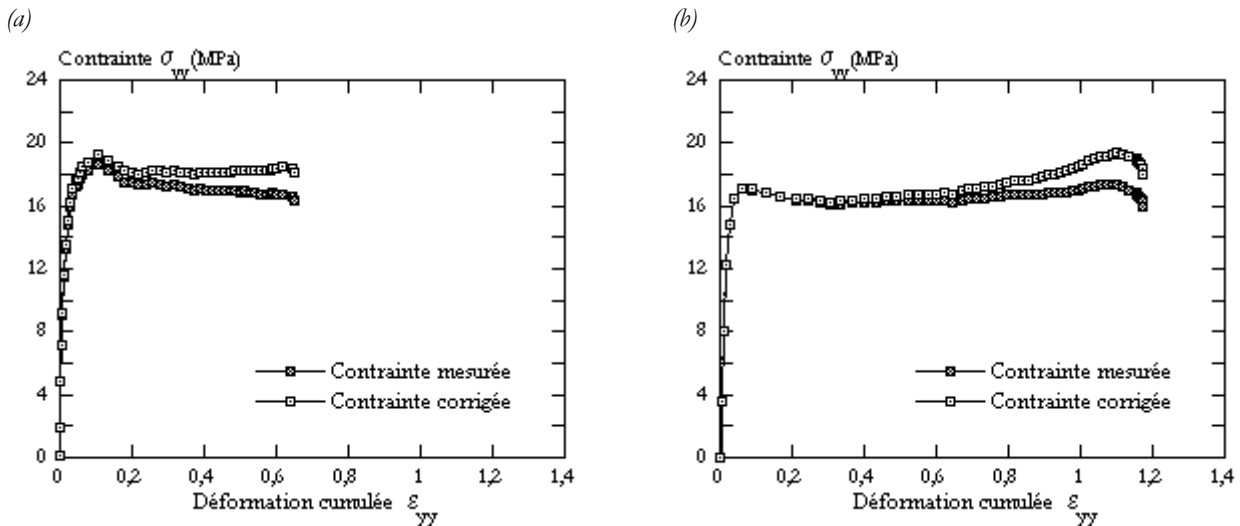 (a)
Contrainte σyy (MPa)
24
20
16
12
8
4
0
0 0,2 0,4 0,6 0,8 1 1,2 1,4
Déformation cumulée εyy
Contrainte mesurée
Contrainte corrigée
(b)
Contrainte σyy (MPa)
24
20
16
12
8
4
0
0 0,2 0,4 0,6 0,8 1 1,2 1,4
Déformation cumulée εyy
Contrainte mesurée
Contrainte corrigée